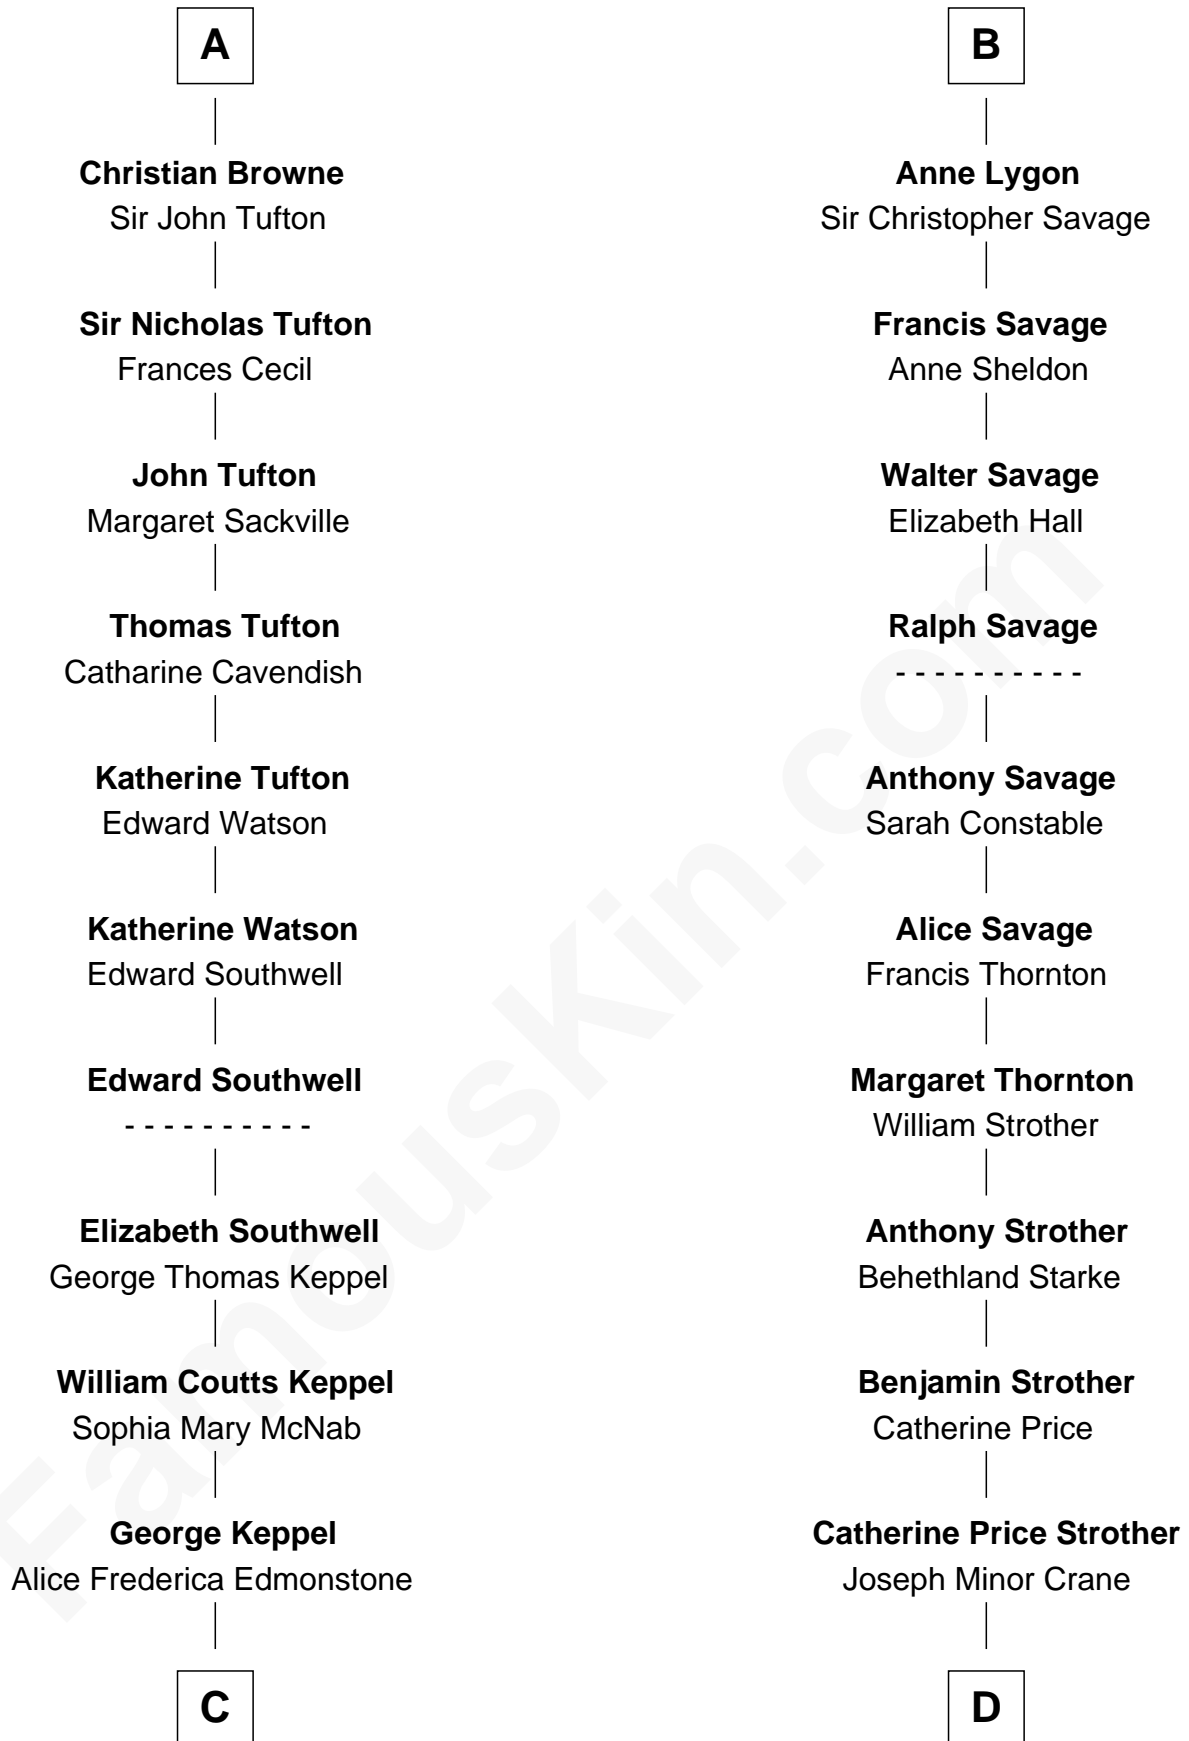 A
Christian Browne
Sir John Tufton
Sir Nicholas Tufton
Frances Cecil
John Tufton
Margaret Sackville
Thomas Tufton
Catharine Cavendish
Katherine Tufton
Edward Watson
Katherine Watson
Edward Southwell
Edward Southwell
- - - - - - - - - -
Elizabeth Southwell
George Thomas Keppel
William Coutts Keppel
Sophia Mary McNab
George Keppel
Alice Frederica Edmonstone
C
B
Anne Lygon
Sir Christopher Savage
Francis Savage
Anne Sheldon
Walter Savage
Elizabeth Hall
Ralph Savage
- - - - - - - - - -
Anthony Savage
Sarah Constable
Alice Savage
Francis Thornton
Margaret Thornton
William Strother
Anthony Strother
Behethland Starke
Benjamin Strother
Catherine Price
Catherine Price Strother
Joseph Minor Crane
D
FamousKin.com